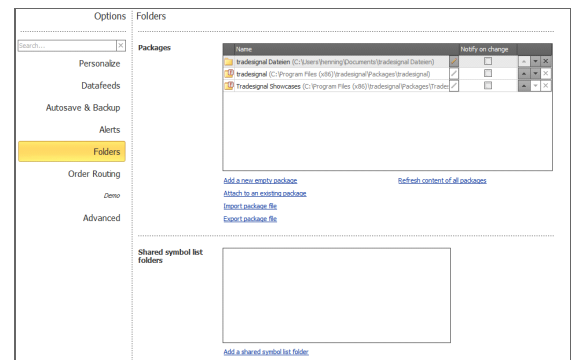 Options
Folders
Search...
Personalize
Datafeeds
Autosave & Backup
Alerts
Folders
Order Routing
Demo
Advanced
Packages
Name
Notify on change
tradesignal Dateien (C:\Users\henning\Documents\tradesignal Dateien)
tradesignal (C:\Program Files (x86)\tradesignal\Packages\tradesignal)
Tradesignal Showcases (C:\Program Files (x86)\tradesignal\Packages\Trades
Add a new empty package
Refresh content of all packages
Attach to an existing package
Import package file
Export package file
Shared symbol list
folders
Add a shared symbol list folder